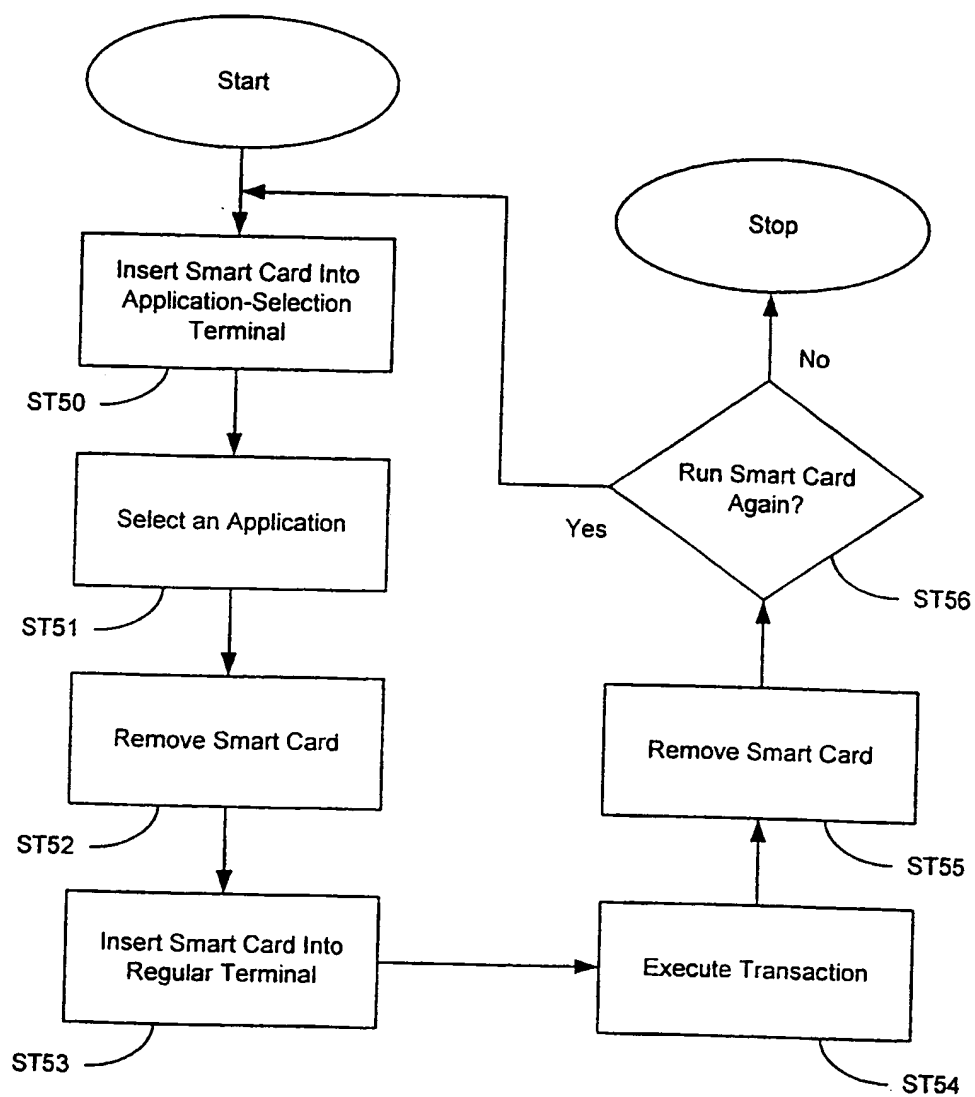 Start
Insert Smart Card Into
Application-Selection
Terminal
ST50
Select an Application
ST51
Remove Smart Card
ST52
Insert Smart Card Into
Regular Terminal
ST53
Execute Transaction
ST54
Remove Smart Card
ST55
Run Smart Card
Again?
ST56
Yes
No
Stop